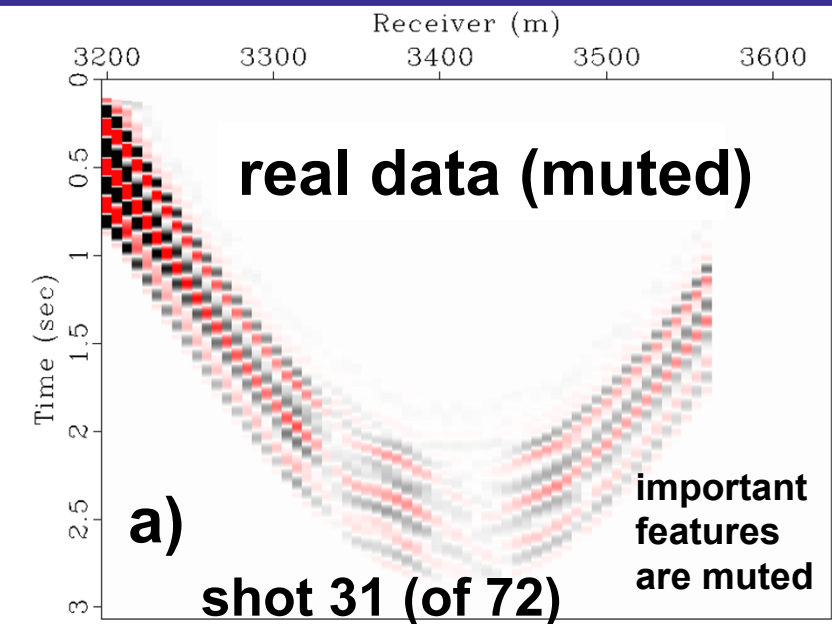 Receiver (m)
3200 3300 3400 3500 3600
0
real data (muted)
0.5
1
Time (sec)
1.5
2
important
features
are muted
2.5
a)
3
shot 31 (of 72)